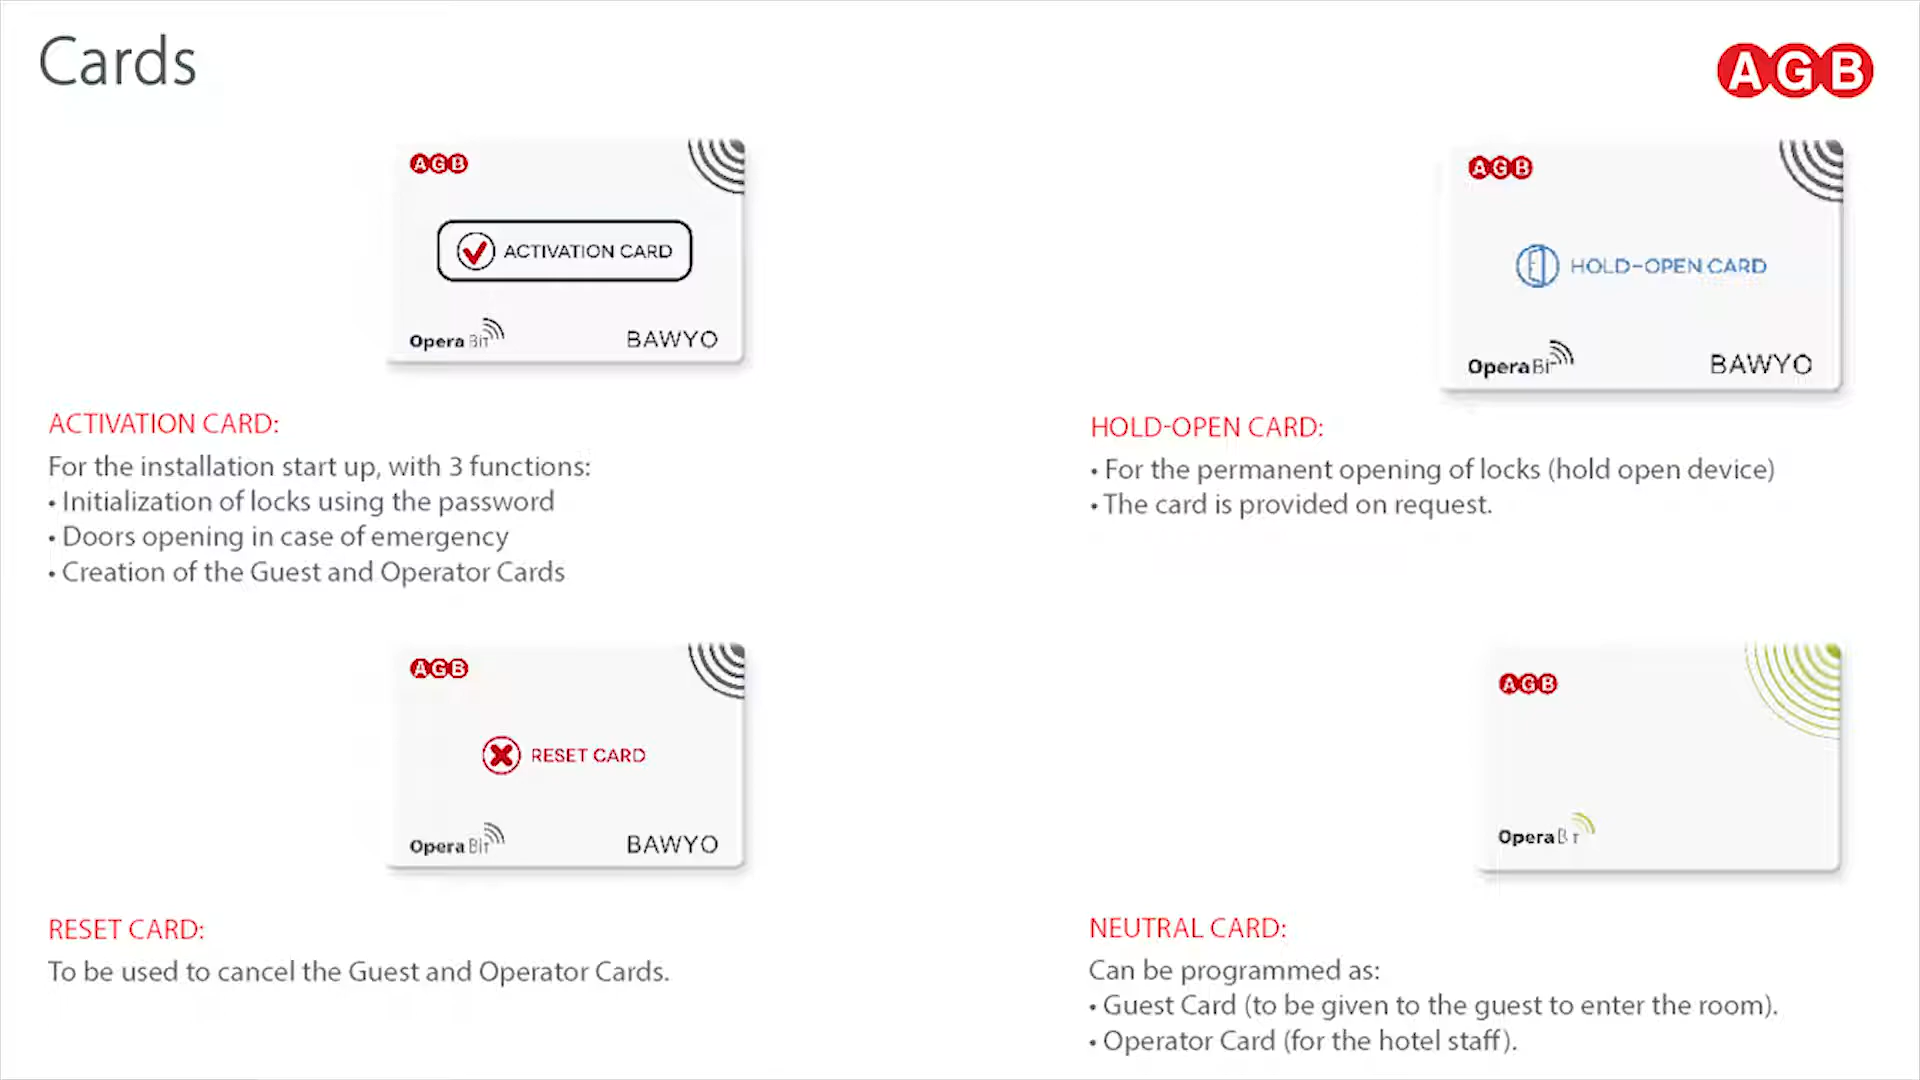 Cards
AGB
AGB
ACTIVATION CARD
Opera BiT
BAWYO
ACTIVATION CARD:
For the installation start up, with 3 functions:
• Initialization of locks using the password
• Doors opening in case of emergency
• Creation of the Guest and Operator Cards
AGB
HOLD-OPEN CARD
OperaBiT
BAWYO
HOLD-OPEN CARD:
• For the permanent opening of locks (hold open device)
• The card is provided on request.
AGB
RESET CARD
Opera BiT
BAWYO
RESET CARD:
To be used to cancel the Guest and Operator Cards.
AGB
OperaBiT
NEUTRAL CARD:
Can be programmed as:
• Guest Card (to be given to the guest to enter the room).
• Operator Card (for the hotel staff).